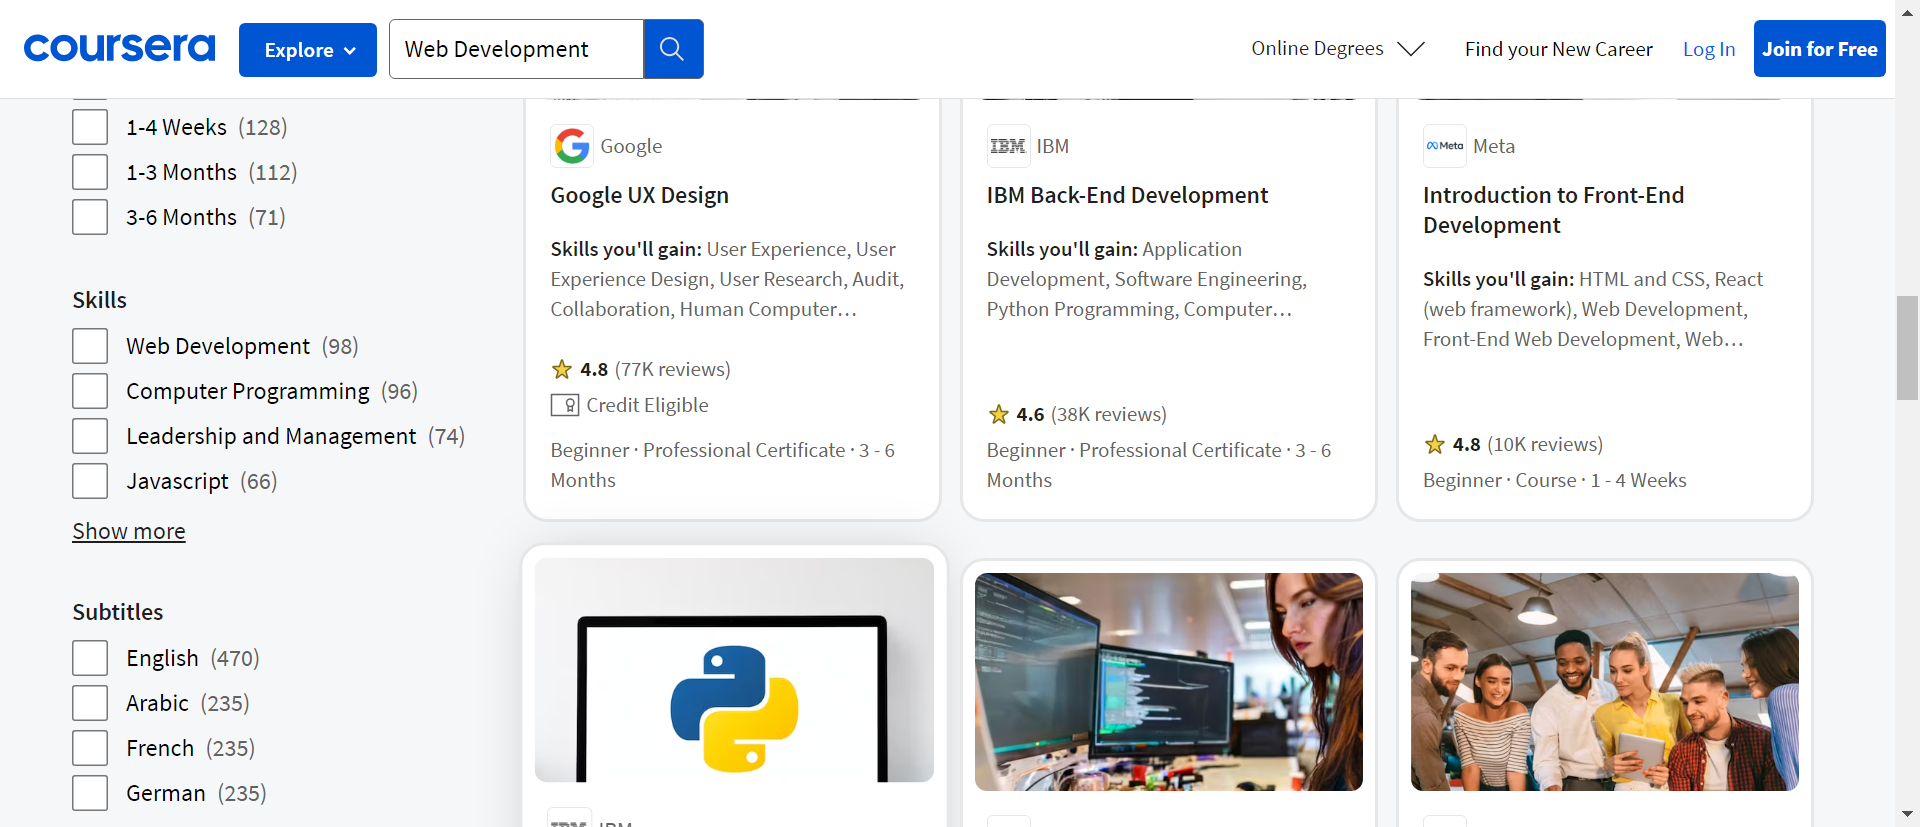 coursera
Explore
Web Development
Online Degrees
Find your New Career
Log In
Join for Free
1-4 Weeks (128)
1-3 Months (112)
3-6 Months (71)
Skills
Web Development (98)
Computer Programming (96)
Leadership and Management (74)
Javascript (66)
Show more
Subtitles
English (470)
Arabic (235)
French (235)
German (235)
Google
Google UX Design
Skills you'll gain: User Experience, User
Experience Design, User Research, Audit,
Collaboration, Human Computer…
4.8 (77K reviews)
Credit Eligible
Beginner · Professional Certificate · 3 - 6
Months
IBM IBM
IBM Back-End Development
Skills you'll gain: Application
Development, Software Engineering,
Python Programming, Computer…
4.6 (38K reviews)
Beginner · Professional Certificate · 3 - 6
Months
Meta Meta
Introduction to Front-End
Development
Skills you'll gain: HTML and CSS, React
(web framework), Web Development,
Front-End Web Development, Web…
4.8 (10K reviews)
Beginner · Course · 1 - 4 Weeks
IBM IBM